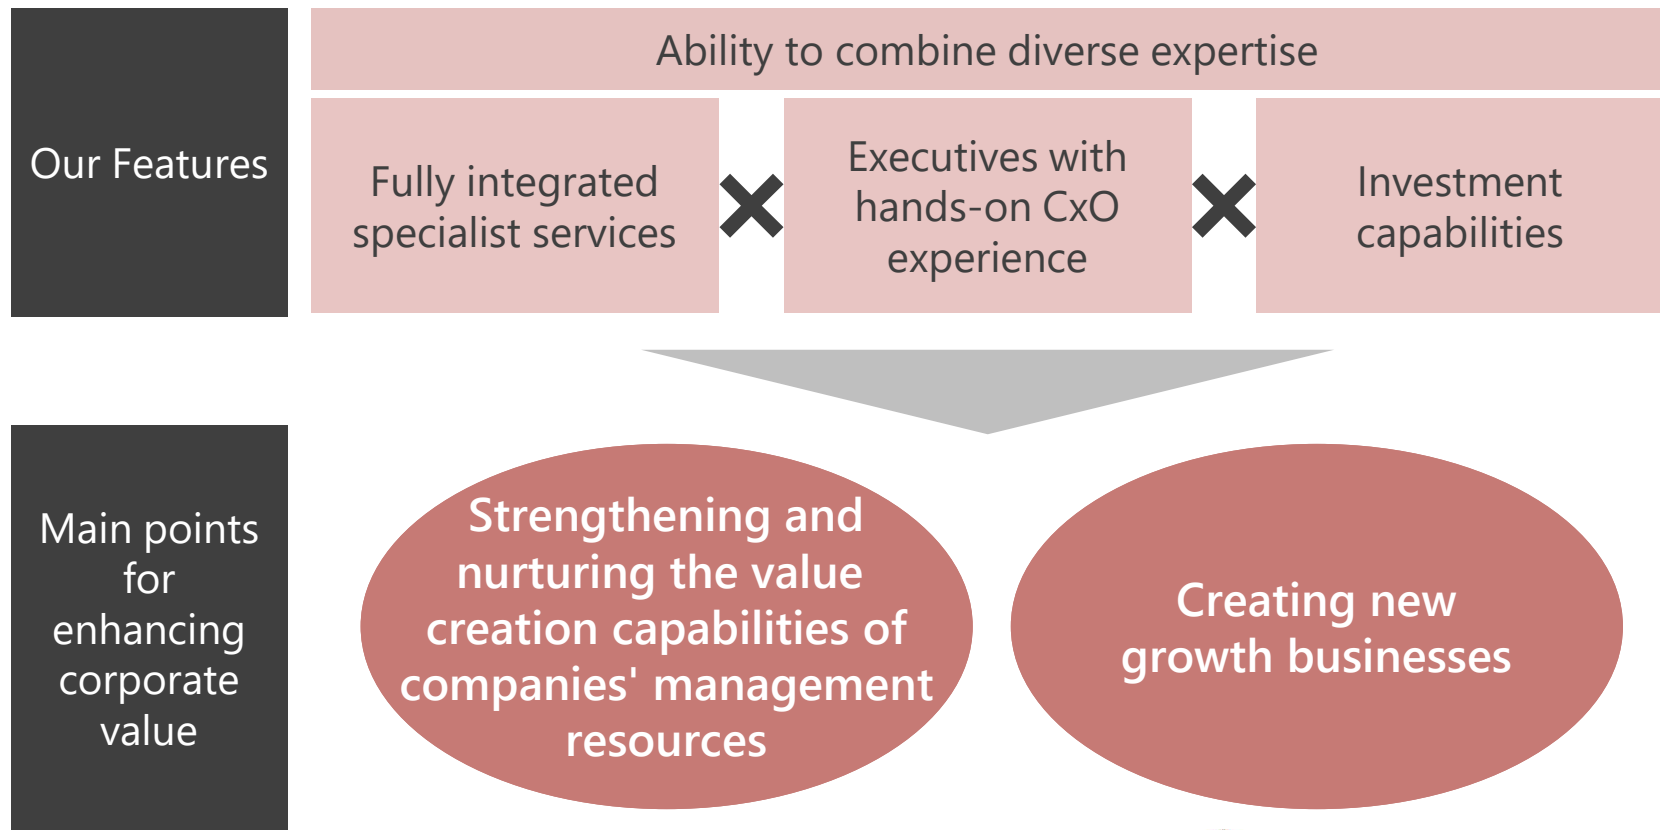 Our Features
Ability to combine diverse expertise
Fully integrated
specialist services
Executives with
hands-on CxO
experience
Investment
capabilities
Main points
for
enhancing
corporate
value
Strengthening and
nurturing the value
creation capabilities of
companies' management
resources
Creating new
growth businesses